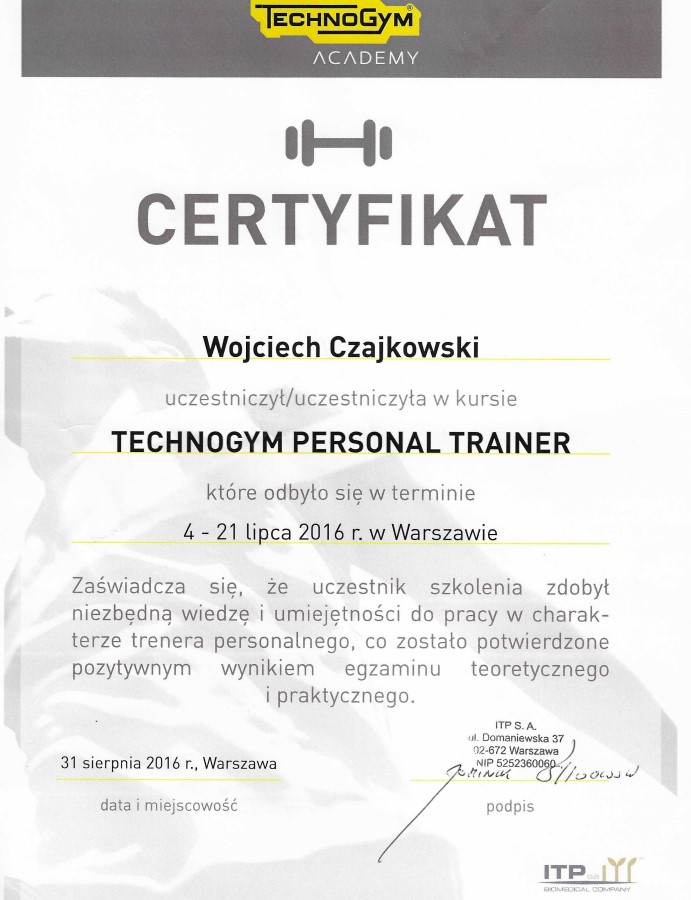 TECHNOGYM®
ACADEMY
CERTYFIKAT
Wojciech Czajkowski
uczestniczył/uczestniczyła w kursie
TECHNOGYM PERSONAL TRAINER
które odbyło się w terminie
4 - 21 lipca 2016 r. w Warszawie
Zaświadcza się, że uczestnik szkolenia zdobył
niezbędną wiedzę i umiejętności do pracy w charak-
terze trenera personalnego, co zostało potwierdzone
pozytywnym wynikiem egzaminu teoretycznego
i praktycznego.
ITP S. A.
ul. Domaniewska 37
02-672 Warszawa
NIP 5252360060
31 sierpnia 2016 r., Warszawa
data i miejscowość
podpis
ITP S.A.
BIOMEDICAL COMPANY